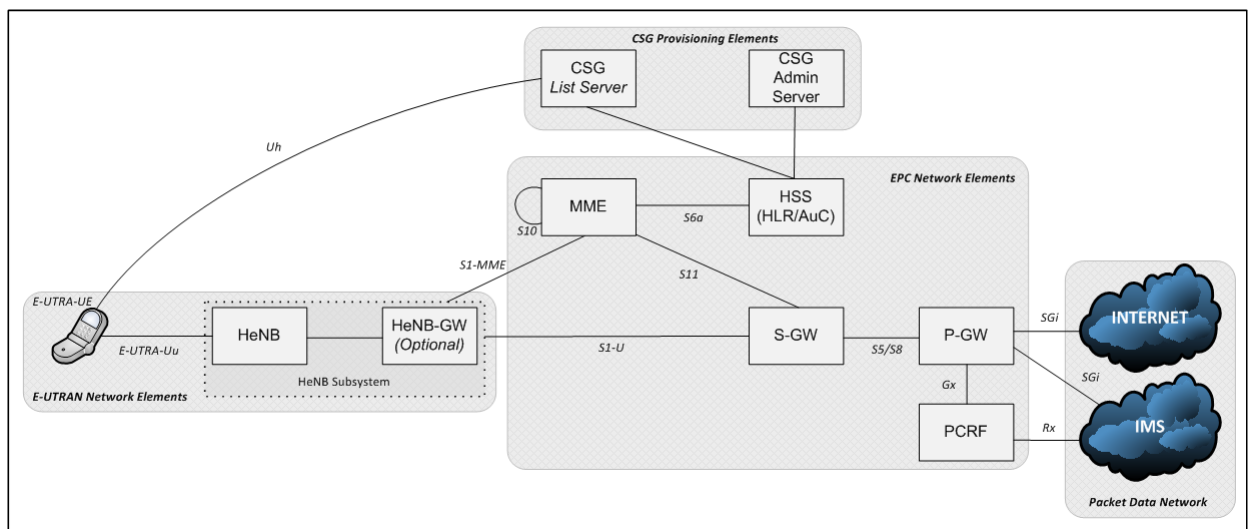 CSG Provisioning Elements
CSG
List Server
CSG
Admin
Server
Uh
EPC Network Elements
MME
HSS
(HLR/AuC)
S10
S6a
S1-MME
S11
E-UTRA-UE
HeNB
HeNB-GW
(Optional)
S-GW
P-GW
INTERNET
SGi
E-UTRA-Uu
S1-U
S5/S8
HeNB Subsystem
E-UTRAN Network Elements
Gx
SGi
PCRF
Rx
IMS
Packet Data Network